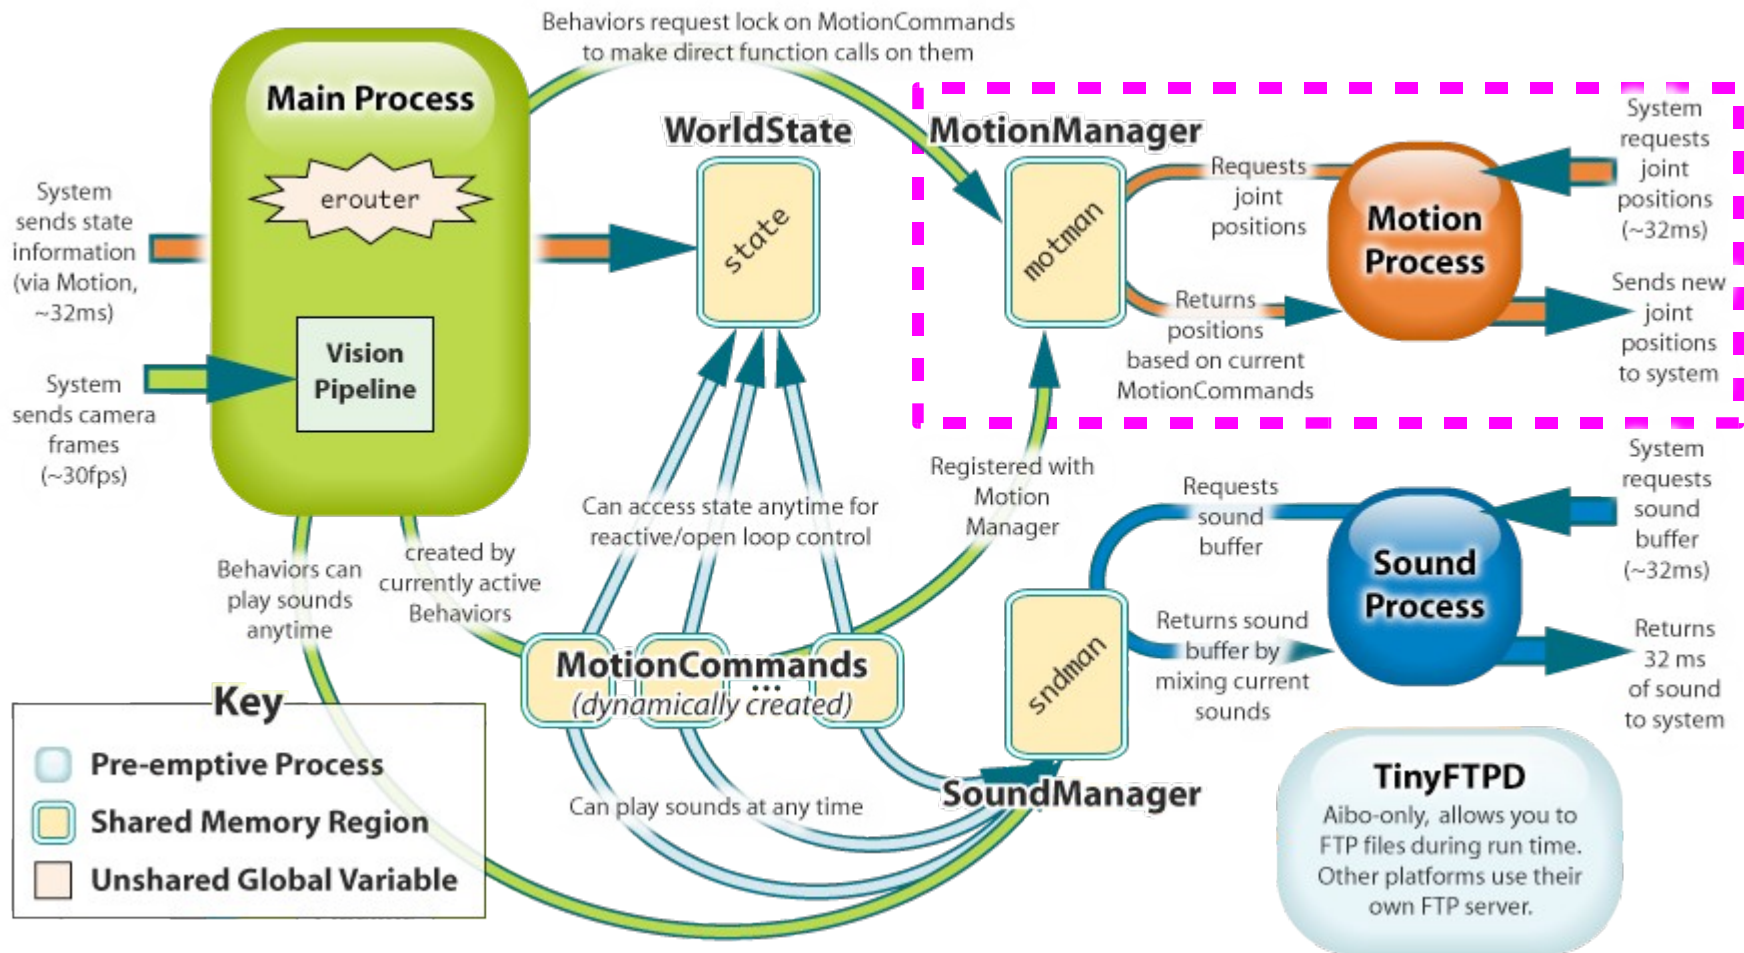 Behaviors request lock on MotionCommands
to make direct function calls on them
Main Process
erouter
Vision
Pipeline
System
sends state
information
(via Motion,
~32ms)
System
sends camera
frames
(~30fps)
WorldState
state
MotionManager
motman
Requests
joint
positions
Returns
positions
based on current
MotionCommands
Motion
Process
System
requests
joint
positions
(~32ms)
Sends new
joint
positions
to system
Can access state anytime for
reactive/open loop control
Registered with
Motion
Manager
Behaviors can
play sounds
anytime
created by
currently active
Behaviors
MotionCommands
...
(dynamically created)
Can play sounds at any time
sndman
SoundManager
Requests
sound
buffer
Returns sound
buffer by
mixing current
sounds
Sound
Process
System
requests
sound
buffer
(~32ms)
Returns
32 ms
of sound
to system
Key
Pre-emptive Process
Shared Memory Region
Unshared Global Variable
TinyFTPD
Aibo-only, allows you to
FTP files during run time.
Other platforms use their
own FTP server.